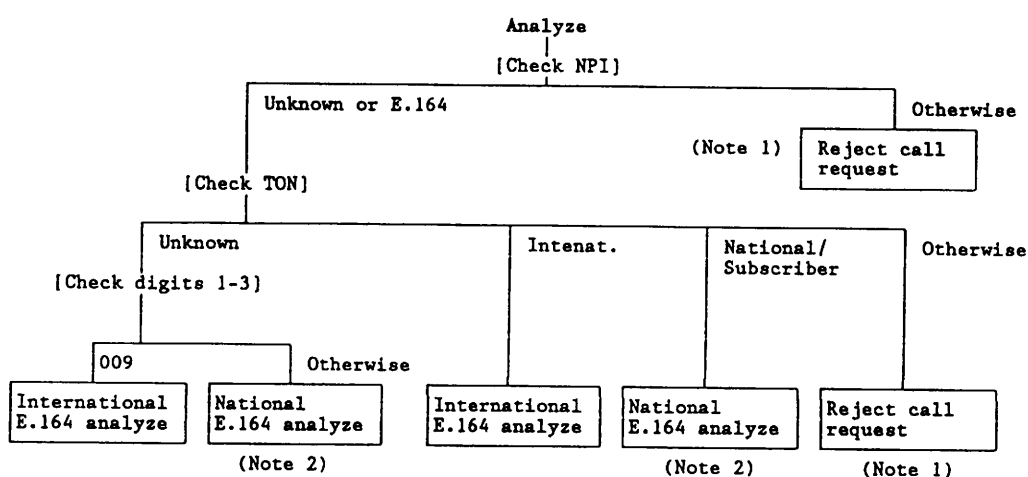 Analyze
[Check NPI]
Unknown or E.164
Otherwise
(Note 1)
Reject call
request
[Check TON]
Unknown
Intenat.
National/
Subscriber
Otherwise
[Check digits 1-3]
009
Otherwise
International
E.164 analyze
National
E.164 analyze
International
E.164 analyze
National
E.164 analyze
Reject call
request
(Note 2)
(Note 2)
(Note 1)